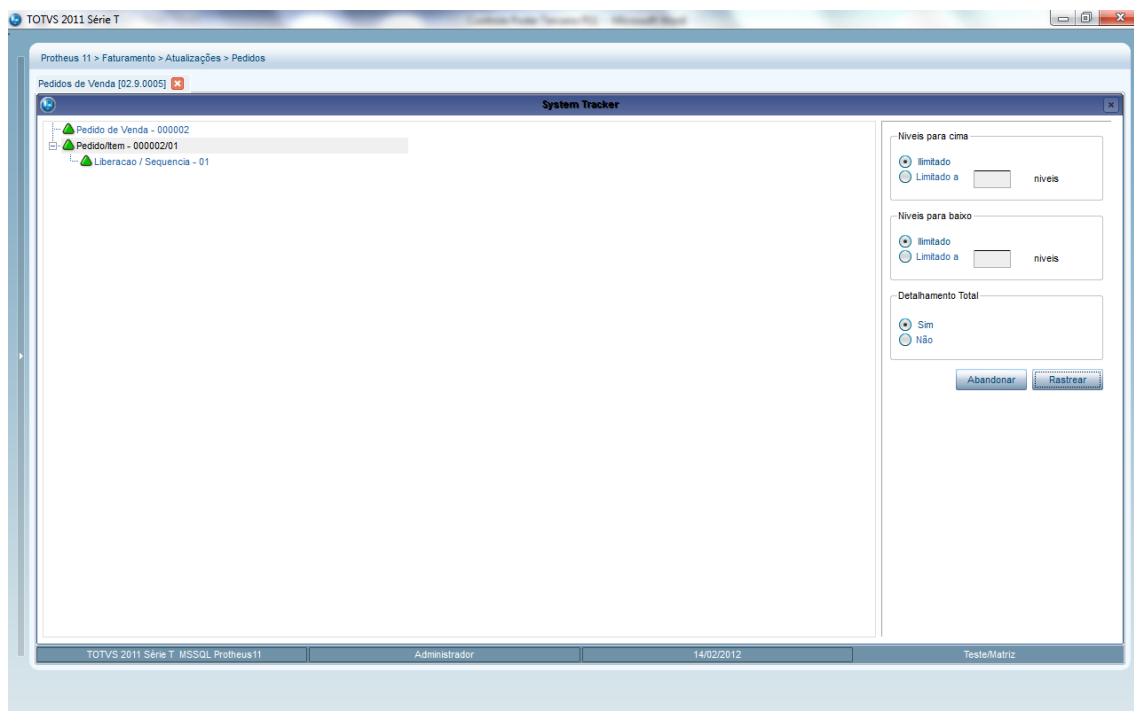 TOTVS 2011 Série T
Protheus 11 > Faturamento > Atualizações > Pedidos
Pedidos de Venda [02.9.0005]
System Tracker
Pedido de Venda - 000002
Pedido/Item - 000002/01
Liberacao / Sequencia - 01
Niveis para cima
Ilimitado
Limitado a niveis
Niveis para baixo
Ilimitado
Limitado a niveis
Detalhamento Total
Sim
Não
Abandonar Rastrear
TOTVS 2011 Série T MSSQL Protheus11 Administrador 14/02/2012 Teste/Matriz